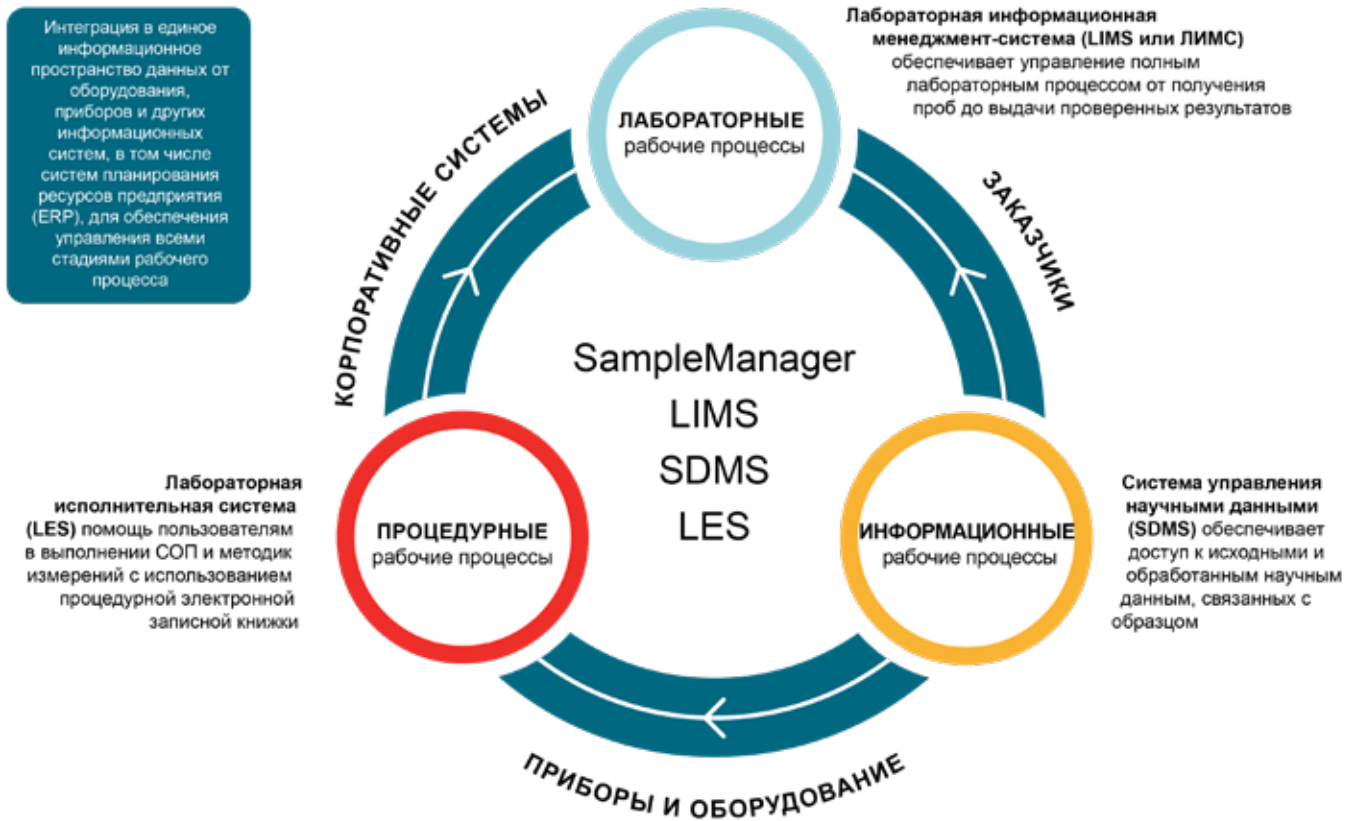 Интеграция в единое
информационное
пространство данных от
оборудования,
приборов и других
информационных
систем, в том числе
систем планирования
ресурсов предприятия
(ERP), для обеспечения
управления всеми
стадиями рабочего
процесса
Лабораторная информационная
менеджмент-система (LIMS или ЛИМС)
обеспечивает управление полным
лабораторным процессом от получения
проб до выдачи проверенных результатов
ЛАБОРАТОРНЫЕ
рабочие процессы
КОРПОРАТИВНЫЕ СИСТЕМЫ
ЗАКАЗЧИКИ
SampleManager
LIMS
SDMS
LES
Лабораторная
исполнительная система
(LES) помощь пользователям
в выполнении СОП и методик
измерений с использованием
процедурной электронной
записной книжки
ПРОЦЕДУРНЫЕ
рабочие процессы
ИНФОРМАЦИОННЫЕ
рабочие процессы
Система управления
научными данными
(SDMS) обеспечивает
доступ к исходными и
обработанным научным
данным, связанных с
образцом
ПРИБОРЫ И ОБОРУДОВАНИЕ